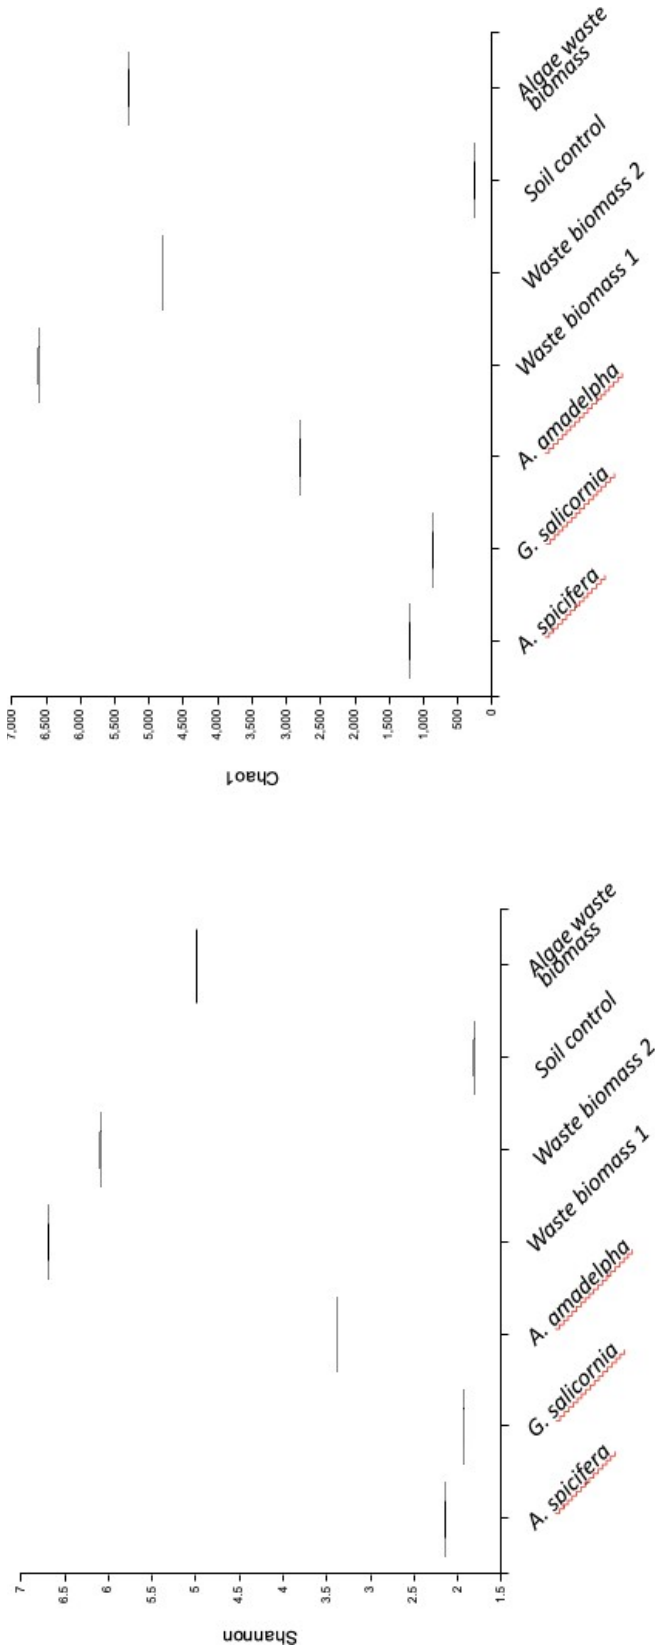 7,000
6,500
6,000
5,500
5,000
4,500
4,000
3,500
3,000
2,500
2,000
1,500
1,000
500
0
Chao1
A. spicifera
G. salicornia
A. amadelpha
Waste biomass 1
Waste biomass 2
Soil control
Algae waste
biomass
7
6.5
6
5.5
5
4.5
4
3.5
3
2.5
2
1.5
Shannon
A. spicifera
G. salicornia
A. amadelpha
Waste biomass 1
Waste biomass 2
Soil control
Algae waste
biomass